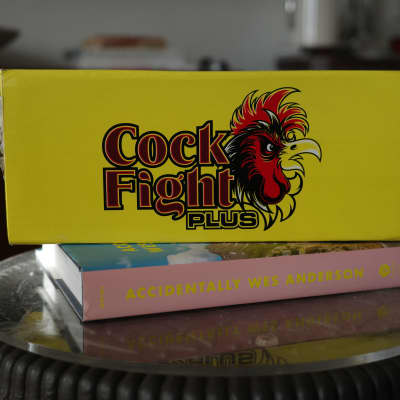 Cock
Fight
PLUS
ACCIDENTALLY WES ANDERSON